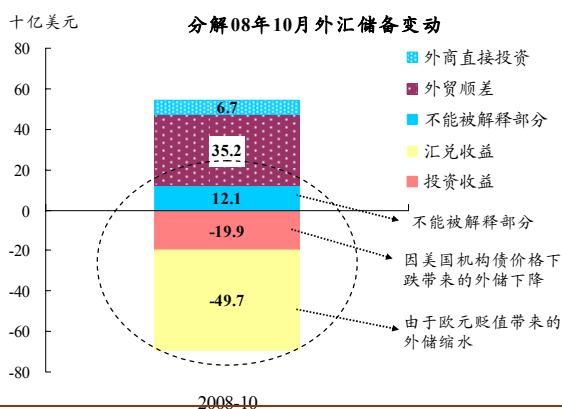 十亿美元
分解08年10月外汇储备变动
80
60
40
20
0
-20
-40
-60
-80
外商直接投资
外贸顺差
不能被解释部分
汇兑收益
投资收益
6.7
35.2
12.1
-19.9
-49.7
不能被解释部分
因美国机构债价格下
跌带来的外储下降
由于欧元贬值带来的
外储缩水
2008-10